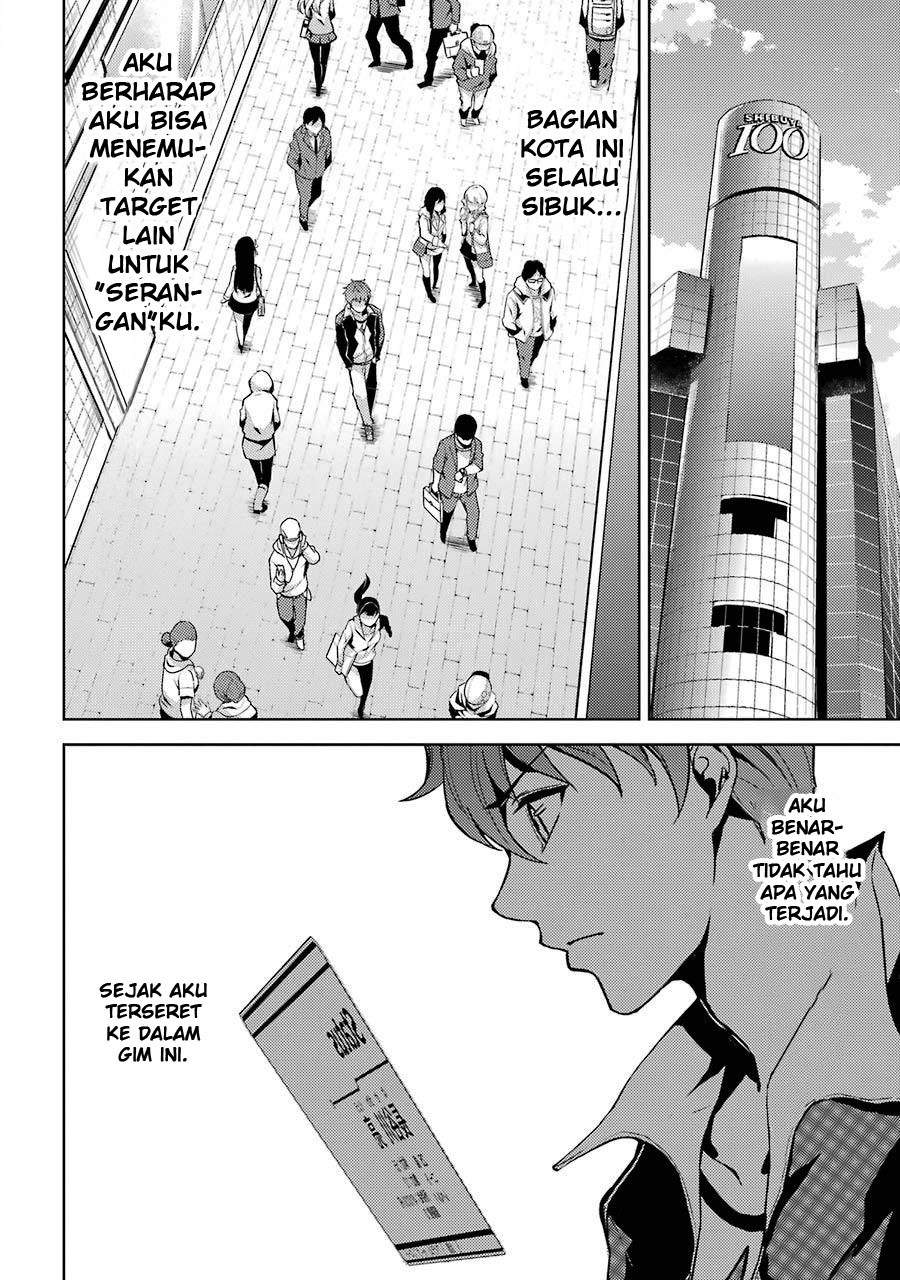 SHIBUYA
100
BAGIAN
KOTA INI
SELALU
SIBUK...
AKU
BERHARAP
AKU BISA
MENEMU-
KAN
TARGET
LAIN
UNTUK
"SERAN-
GAN"KU.
AKU
BENAR-
BENAR
TIDAK TAHU
APA YANG
TERJADI.
SEJAK AKU
TERSERET
KE DALAM
GIM INI.
Status